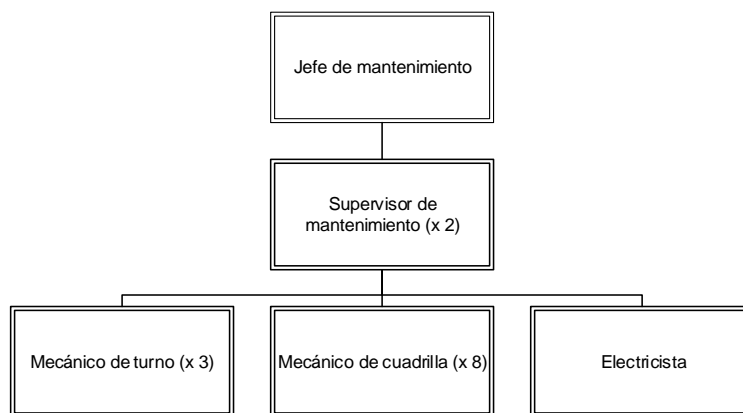 Jefe de mantenimiento
Supervisor de
mantenimiento (x 2)
Mecánico de turno (x 3)
Mecánico de cuadrilla (x 8)
Electricista